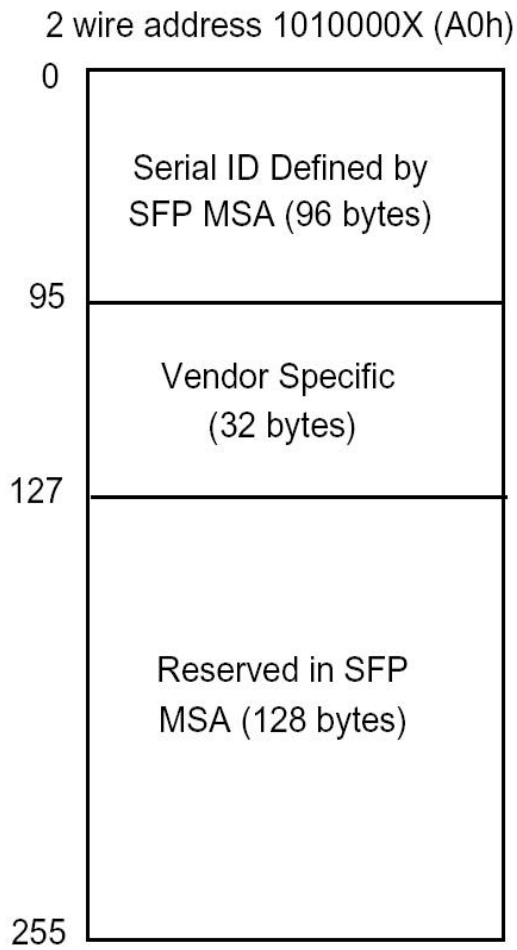 2 wire address 1010000X (A0h)
0
Serial ID Defined by
SFP MSA (96 bytes)
95
Vendor Specific
(32 bytes)
127
Reserved in SFP
MSA (128 bytes)
255